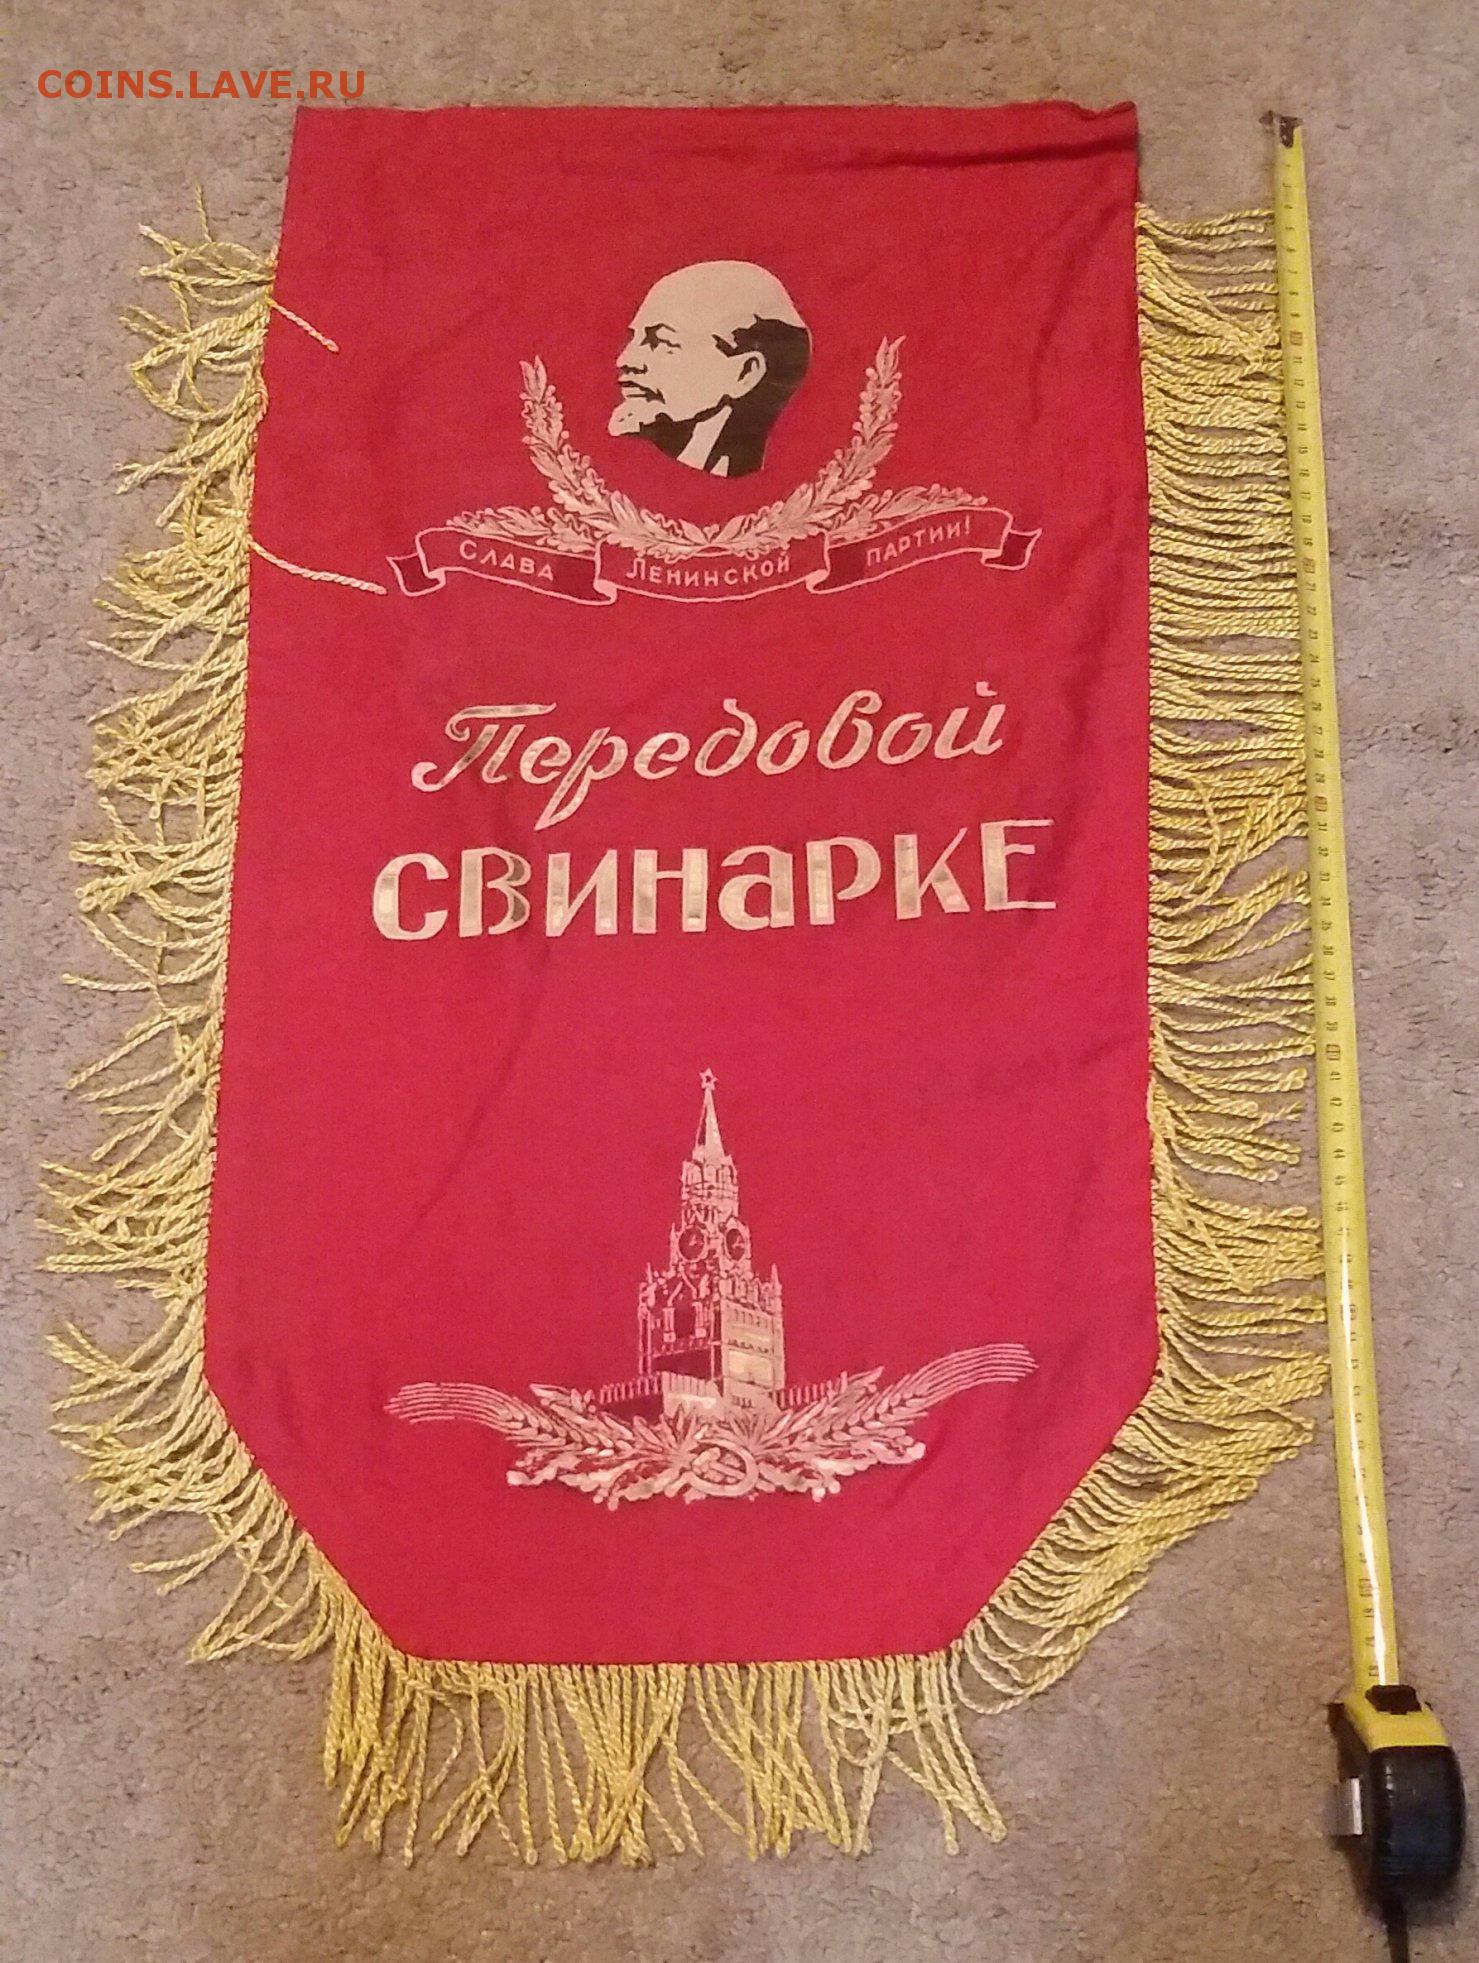 COINS.LAVE.RU
СЛАВА ЛЕНИНСКОЙ ПАРТИИ!
Передовой
СВИНАРКЕ